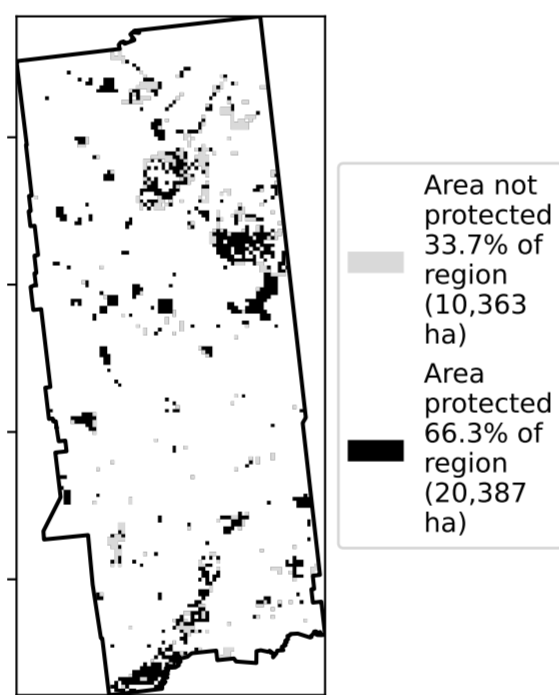 Area not
protected
33.7% of
region
(10,363
ha)
Area
protected
66.3% of
region
(20,387
ha)